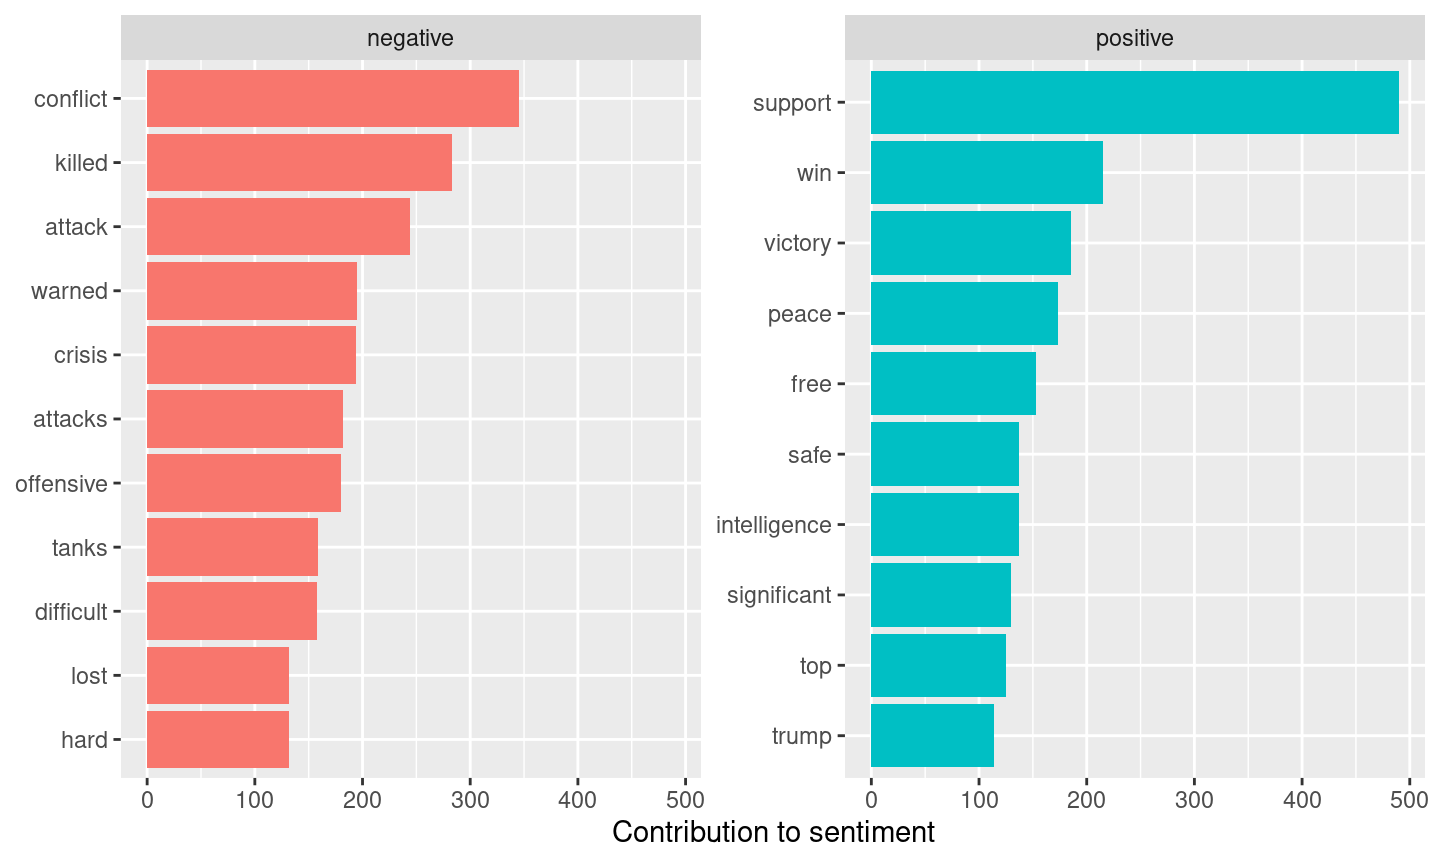 negative
conflict
killed
attack
warned
crisis
attacks
offensive
tanks
difficult
lost
hard
0 100 200 300 400 500
positive
support
win
victory
peace
free
safe
intelligence
significant
top
trump
0 100 200 300 400 500
Contribution to sentiment